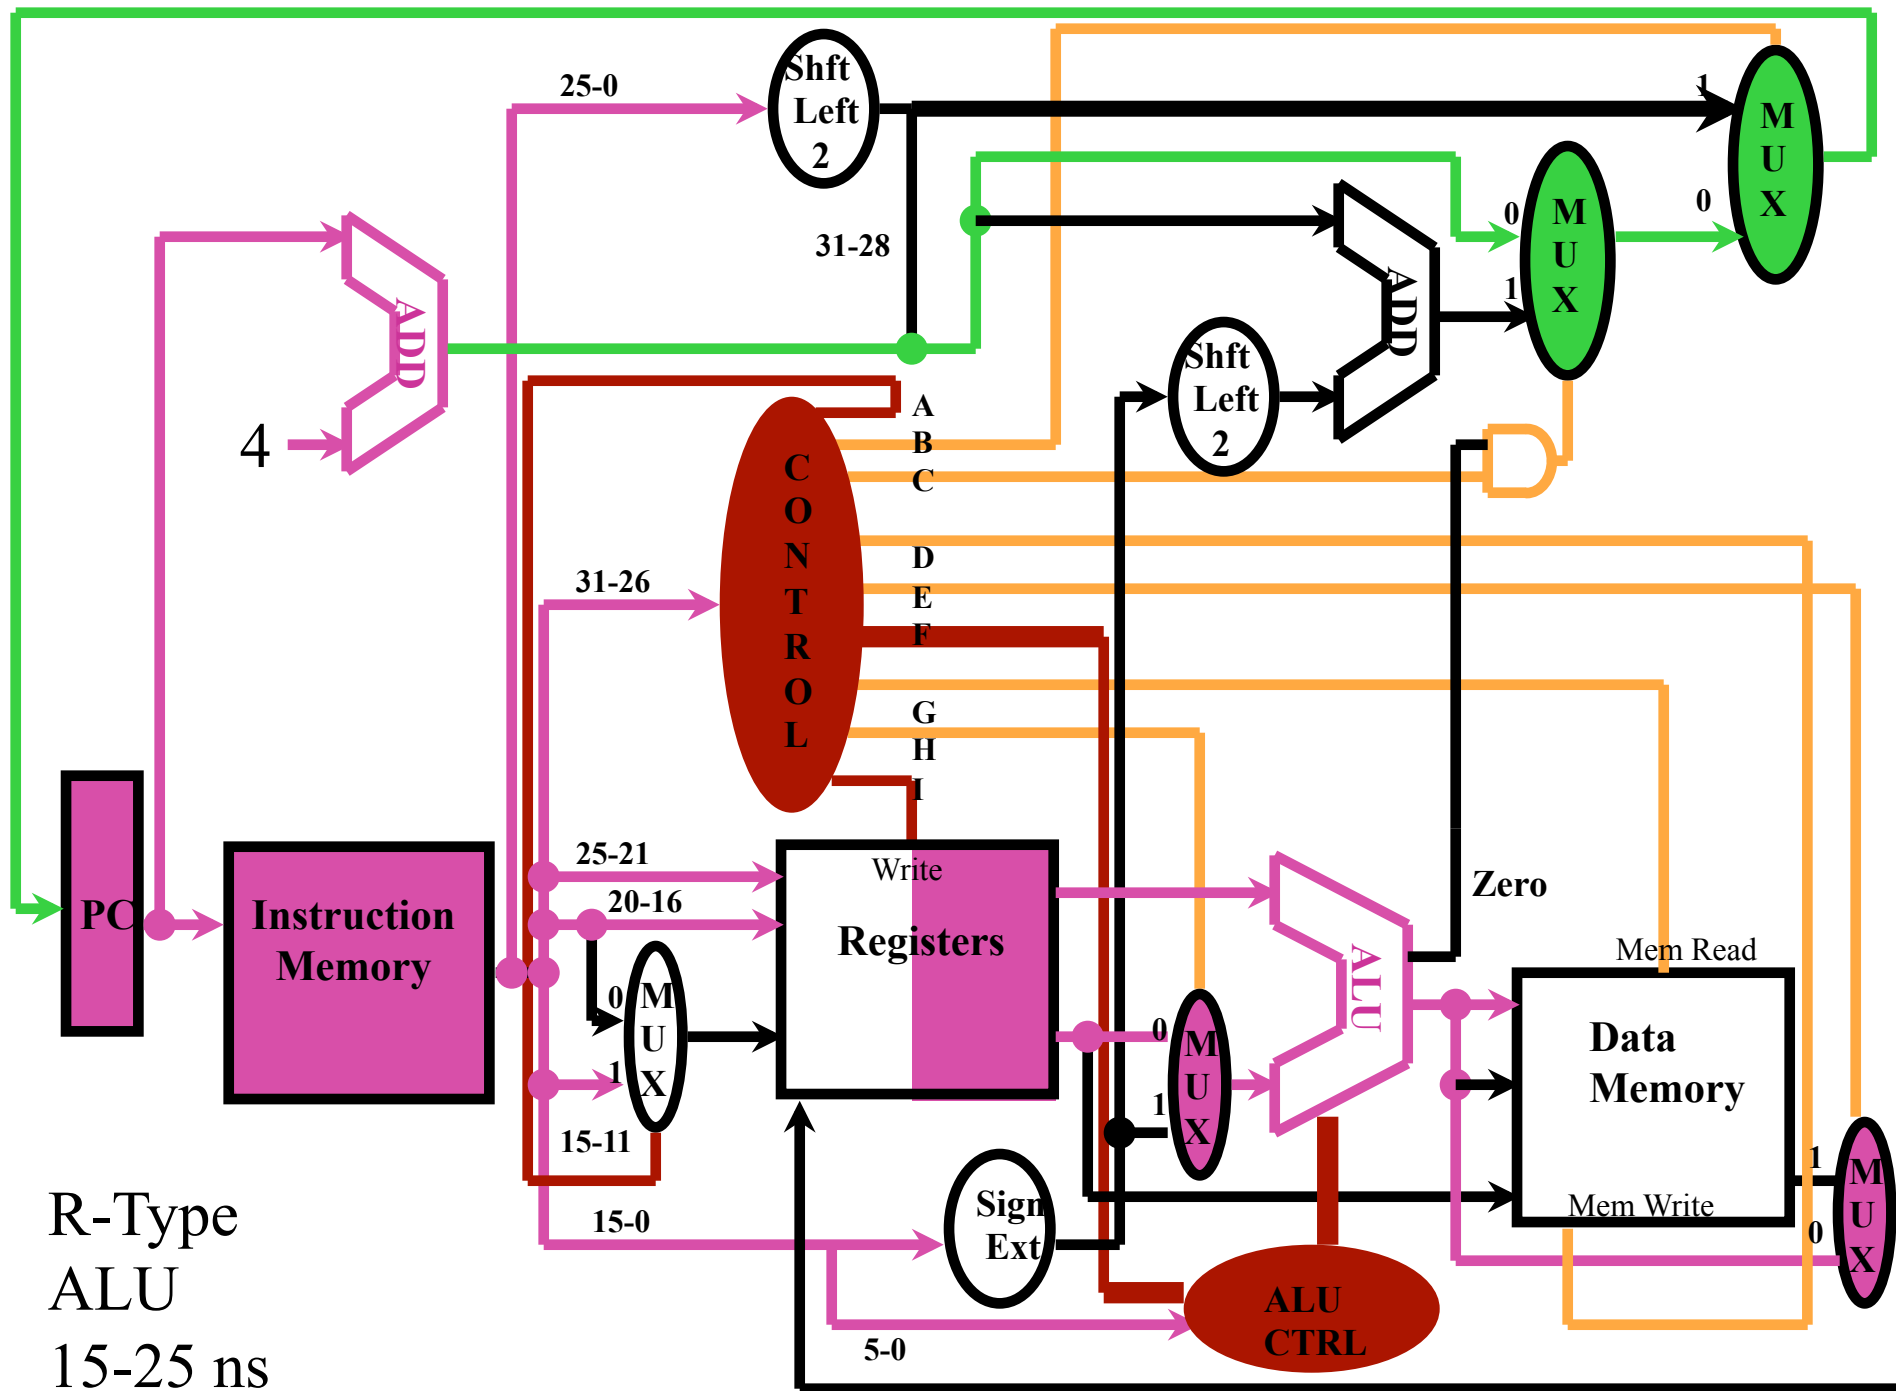 25-0
Shft
Left
2
1
M
U
X
0
0
M
U
X
1
31-28
ADD
ADD
Shft
Left
2
4
A
B
C
D
E
F
G
H
I
C
O
N
T
R
O
L
31-26
PC
Instruction
Memory
25-21
20-16
0
M
U
X
1
15-11
15-0
Write
Registers
0
M
U
X
1
ALU
Zero
Mem Read
Data
Memory
Mem Write
1
M
U
X
0
Sign
Ext
ALU
CTRL
5-0
R-Type
ALU
15-25 ns